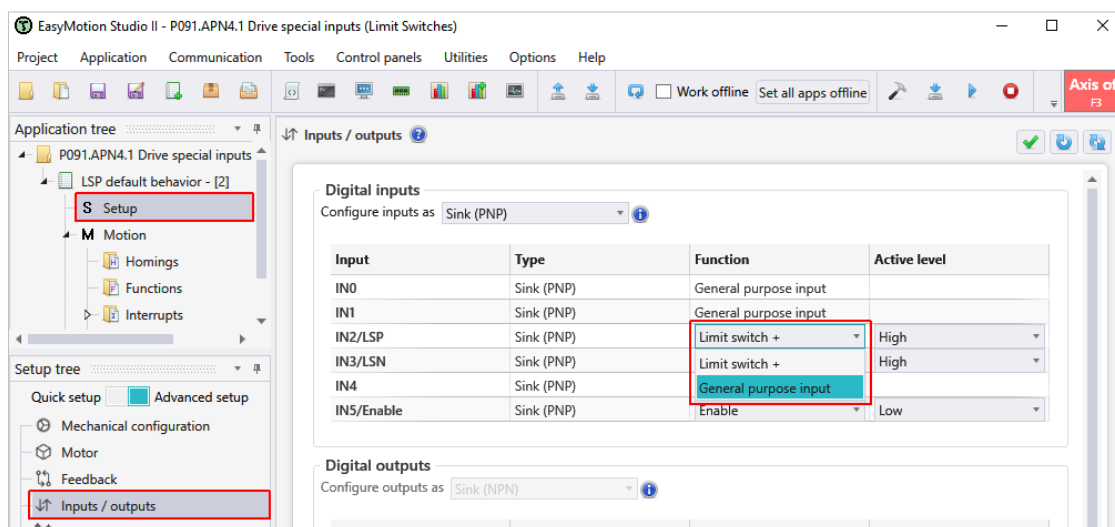 EasyMotion Studio II - P091.APN4.1 Drive special inputs (Limit Switches)
Project Application Communication Tools Control panels Utilities Options Help
Work offline Set all apps offline
Axis of
F3
Application tree
P091.APN4.1 Drive special inputs
LSP default behavior - [2]
S Setup
M Motion
H Homings
F Functions
I Interrupts
Setup tree
Quick setup Advanced setup
Mechanical configuration
Motor
Feedback
Inputs / outputs
Inputs / outputs ?
Digital inputs
Configure inputs as Sink (PNP) i
Input Type Function Active level
IN0 Sink (PNP) General purpose input
IN1 Sink (PNP) General purpose input
IN2/LSP Sink (PNP) Limit switch + High
IN3/LSN Sink (PNP) Limit switch + High
IN4 Sink (PNP) General purpose input
IN5/Enable Sink (PNP) Enable Low
Digital outputs
Configure outputs as Sink (NPN) i